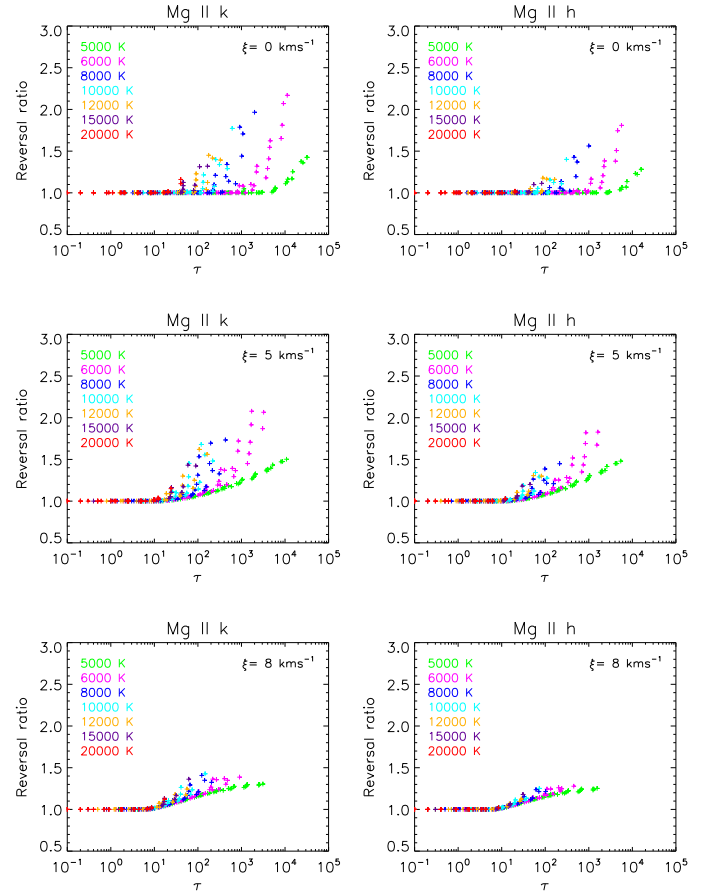 Mg II k
Mg II h
3.0
5000 K
ξ= 0 kms⁻¹
6000 K
2.5
8000 K
10000 K
12000 K
2.0
15000 K
20000 K
1.5
1.0
0.5
Reversal ratio
10⁻¹ 10⁰ 10¹ 10² 10³ 10⁴ 10⁵
τ
3.0
5000 K
ξ= 0 kms⁻¹
6000 K
2.5
8000 K
10000 K
12000 K
2.0
15000 K
20000 K
1.5
1.0
0.5
Reversal ratio
10⁻¹ 10⁰ 10¹ 10² 10³ 10⁴ 10⁵
τ
Mg II k
Mg II h
3.0
5000 K
ξ= 5 kms⁻¹
6000 K
2.5
8000 K
10000 K
12000 K
2.0
15000 K
20000 K
1.5
1.0
0.5
Reversal ratio
10⁻¹ 10⁰ 10¹ 10² 10³ 10⁴ 10⁵
τ
3.0
5000 K
ξ= 5 kms⁻¹
6000 K
2.5
8000 K
10000 K
12000 K
2.0
15000 K
20000 K
1.5
1.0
0.5
Reversal ratio
10⁻¹ 10⁰ 10¹ 10² 10³ 10⁴ 10⁵
τ
Mg II k
Mg II h
3.0
5000 K
ξ= 8 kms⁻¹
6000 K
2.5
8000 K
10000 K
12000 K
2.0
15000 K
20000 K
1.5
1.0
0.5
Reversal ratio
10⁻¹ 10⁰ 10¹ 10² 10³ 10⁴ 10⁵
τ
3.0
5000 K
ξ= 8 kms⁻¹
6000 K
2.5
8000 K
10000 K
12000 K
2.0
15000 K
20000 K
1.5
1.0
0.5
Reversal ratio
10⁻¹ 10⁰ 10¹ 10² 10³ 10⁴ 10⁵
τ